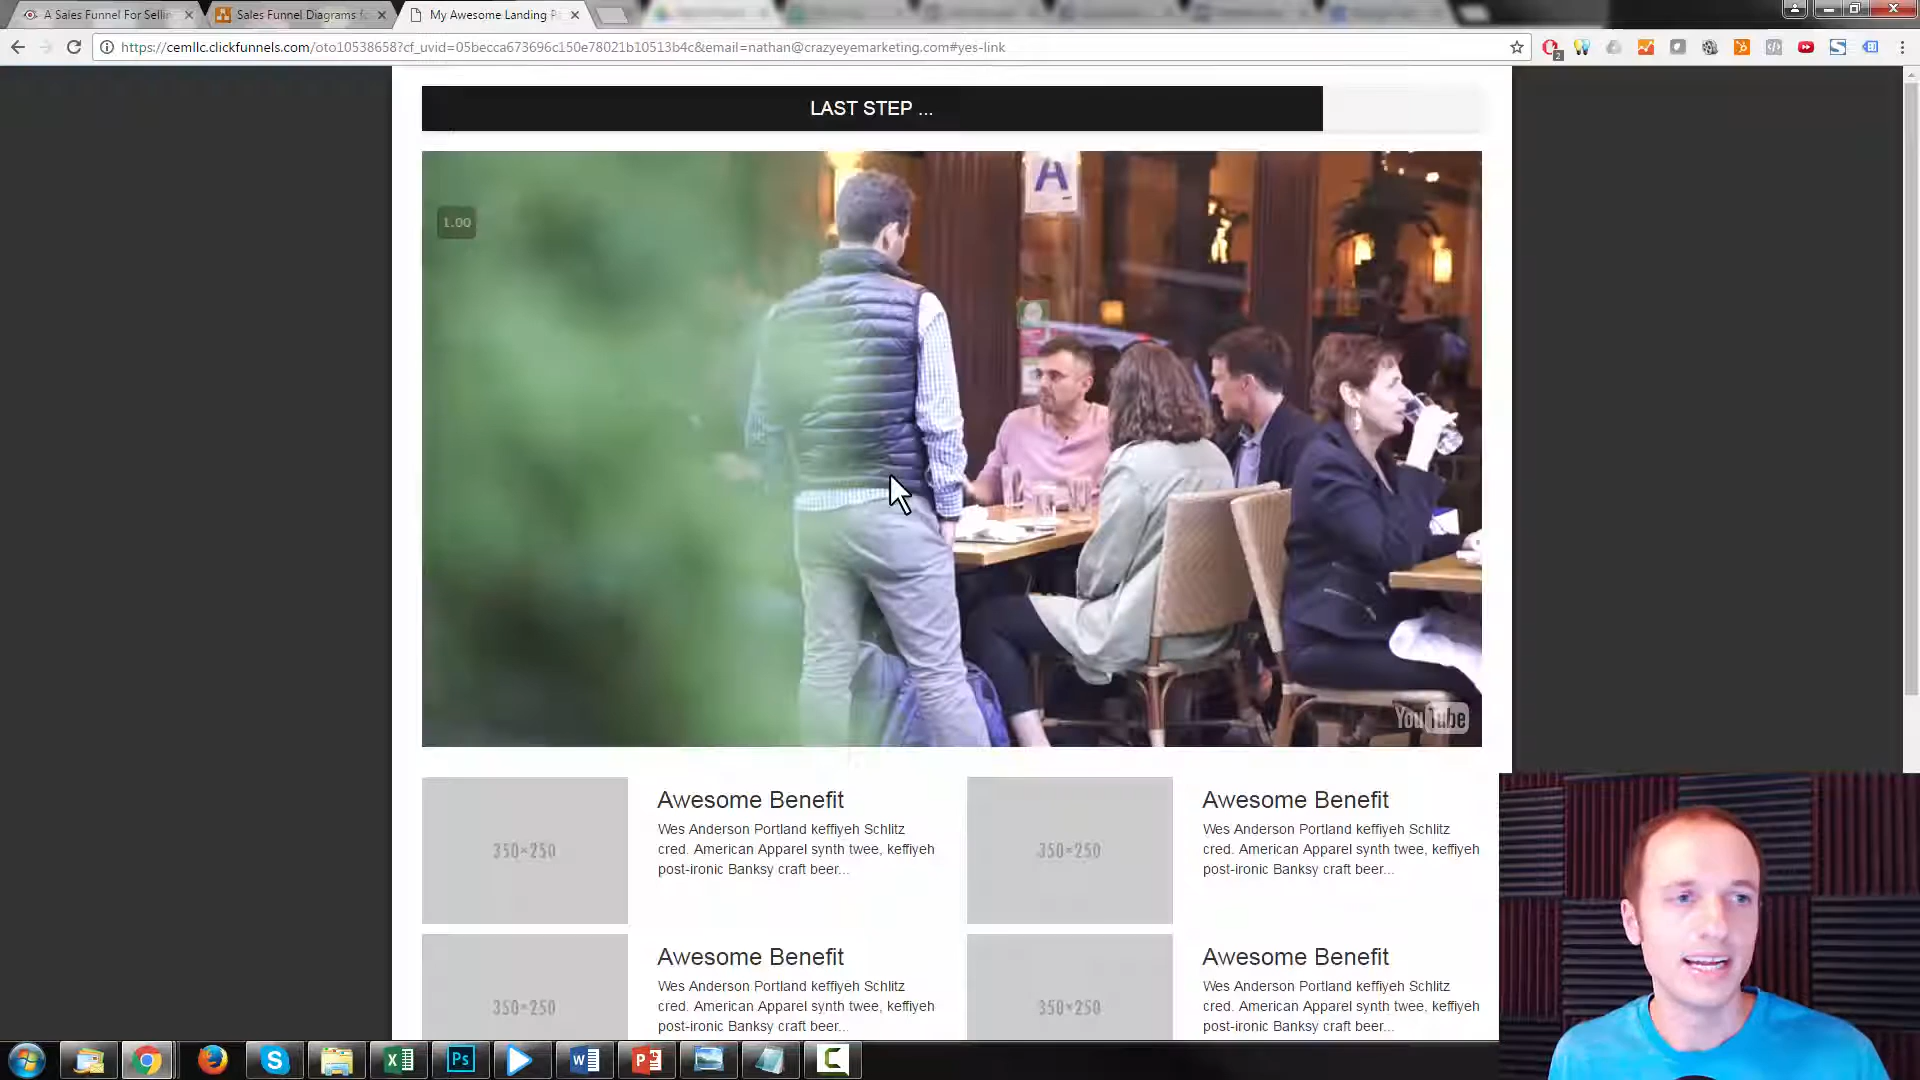 A Sales Funnel For Sellin
Sales Funnel Diagrams fo
My Awesome Landing P
https://cemllc.clickfunnels.com/oto10538658?cf_uvid=05becca673696c150e78021b10513b4c&email=nathan@crazyeyemarketing.com#yes-link
2
LAST STEP ...
A
1.00
YouTube
350×250
Awesome Benefit
Wes Anderson Portland keffiyeh Schlitz
cred. American Apparel synth twee, keffiyeh
post-ironic Banksy craft beer...
350×250
Awesome Benefit
Wes Anderson Portland keffiyeh Schlitz
cred. American Apparel synth twee, keffiyeh
post-ironic Banksy craft beer...
350×250
Awesome Benefit
Wes Anderson Portland keffiyeh Schlitz
cred. American Apparel synth twee, keffiyeh
post-ironic Banksy craft beer...
350×250
Awesome Benefit
Wes Anderson Portland keffiyeh Schlitz
cred. American Apparel synth twee, keffiyeh
post-ironic Banksy craft beer...
Ps